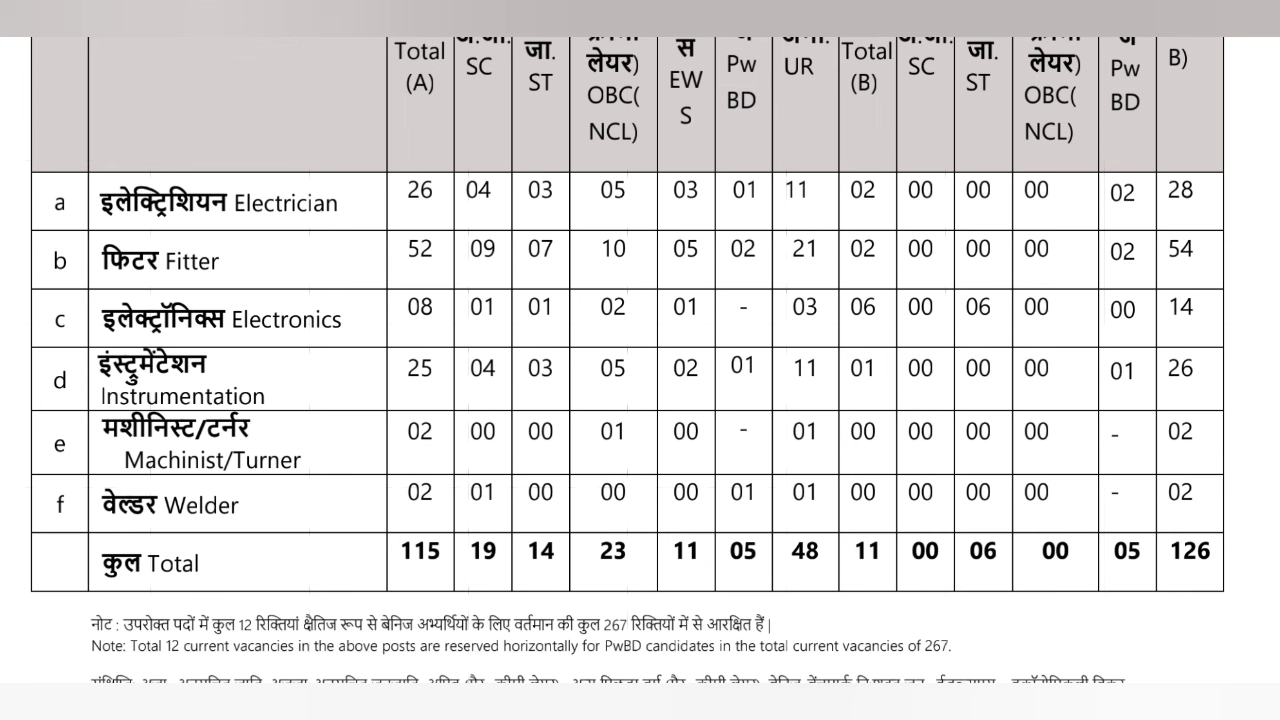 Total (A) SC जा. ST लेयर) OBC( NCL) स EW S Pw BD UR Total (B) SC जा. ST लेयर) OBC( NCL) Pw BD B)
a इलेक्ट्रिशियन Electrician 26 04 03 05 03 01 11 02 00 00 00 02 28
b फिटर Fitter 52 09 07 10 05 02 21 02 00 00 00 02 54
c इलेक्ट्रॉनिक्स Electronics 08 01 01 02 01 - 03 06 00 06 00 00 14
d इंस्ट्रुमेंटेशन Instrumentation 25 04 03 05 02 01 11 01 00 00 00 01 26
e मशीनिस्ट/टर्नर Machinist/Turner 02 00 00 01 00 - 01 00 00 00 00 - 02
f वेल्डर Welder 02 01 00 00 00 01 01 00 00 00 00 - 02
कुल Total 115 19 14 23 11 05 48 11 00 06 00 05 126
नोट : उपरोक्त पदों में कुल 12 रिक्तियां क्षैतिज रूप से बेनिज अभ्यर्थियों के लिए वर्तमान की कुल 267 रिक्तियों में से आरक्षित हैं |
Note: Total 12 current vacancies in the above posts are reserved horizontally for PwBD candidates in the total current vacancies of 267.